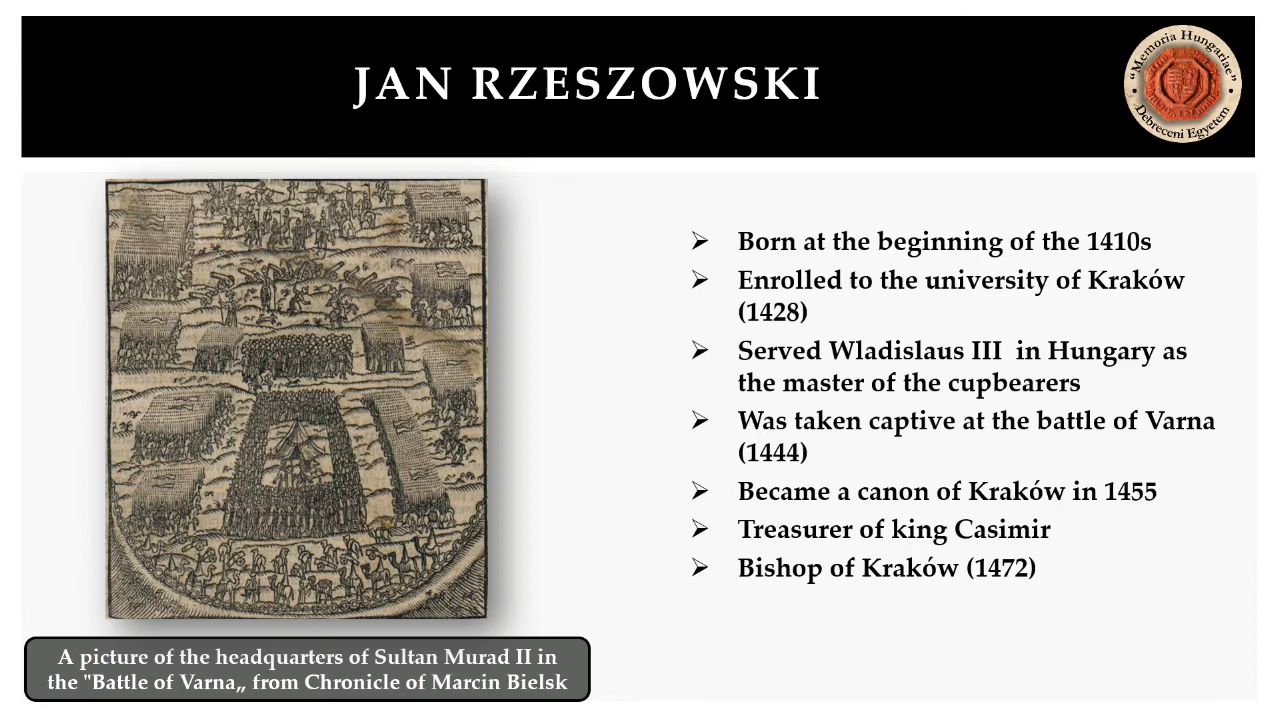 JAN RZESZOWSKI
"Memoria Hungariae"
Debreceni Egyetem
➢ Born at the beginning of the 1410s
➢ Enrolled to the university of Kraków
(1428)
➢ Served Wladislaus III in Hungary as
the master of the cupbearers
➢ Was taken captive at the battle of Varna
(1444)
➢ Became a canon of Kraków in 1455
➢ Treasurer of king Casimir
➢ Bishop of Kraków (1472)
A picture of the headquarters of Sultan Murad II in
the "Battle of Varna„ from Chronicle of Marcin Bielsk